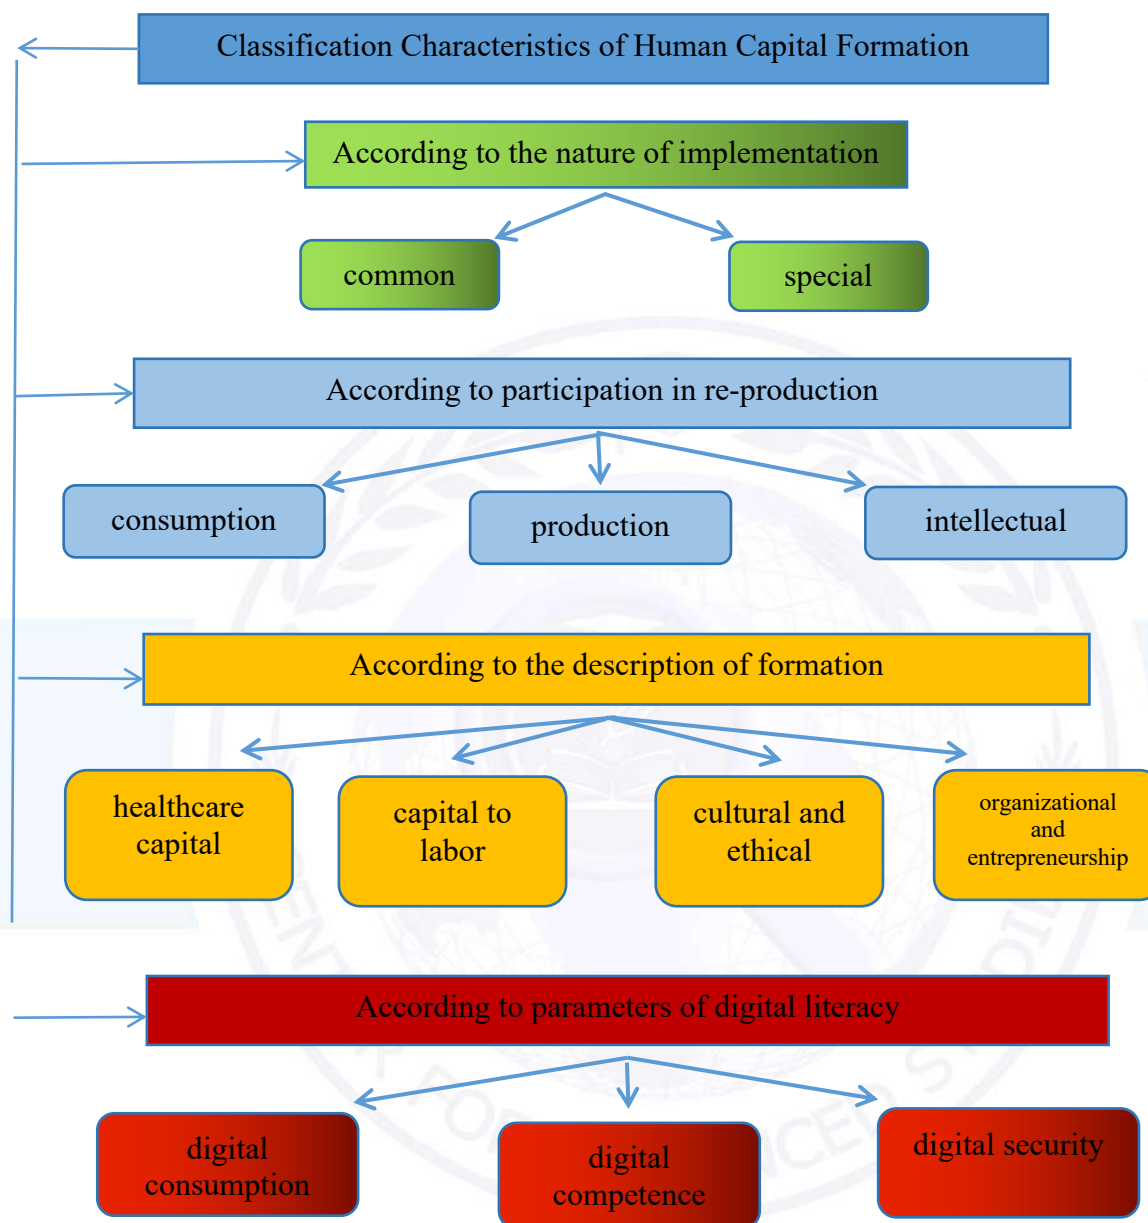 Classification Characteristics of Human Capital Formation
According to the nature of implementation
common
special
According to participation in re-production
consumption
production
intellectual
According to the description of formation
healthcare
capital
capital to
labor
cultural and
ethical
organizational
and
entrepreneurship
According to parameters of digital literacy
digital
consumption
digital
competence
digital security